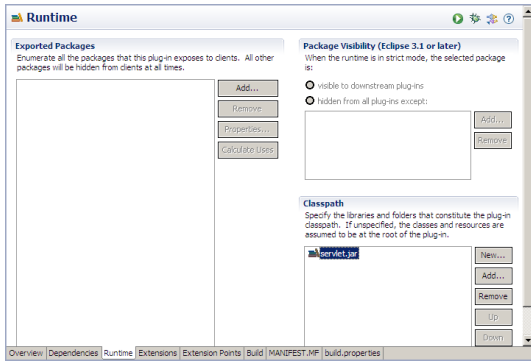 Runtime
Exported Packages
Enumerate all the packages that this plug-in exposes to clients. All other
packages will be hidden from clients at all times.
Add...
Remove
Properties...
Calculate Uses
Package Visibility (Eclipse 3.1 or later)
When the runtime is in strict mode, the selected package
is:
visible to downstream plug-ins
hidden from all plug-ins except:
Add...
Remove
Classpath
Specify the libraries and folders that constitute the plug-in
classpath. If unspecified, the classes and resources are
assumed to be at the root of the plug-in.
servlet.jar
New...
Add...
Remove
Up
Down
Overview Dependencies Runtime Extensions Extension Points Build MANIFEST.MF build.properties